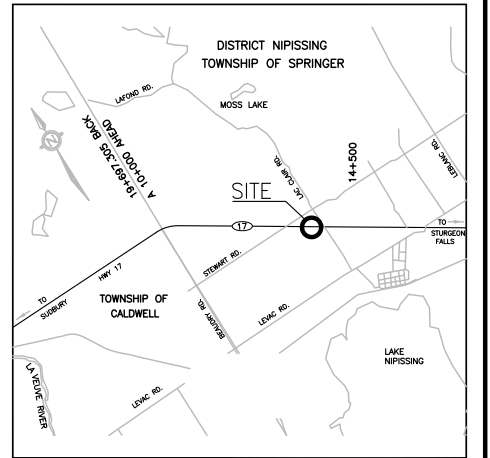 DISTRICT NIPISSING
TOWNSHIP OF SPRINGER
LAFOND RD.
MOSS LAKE
19+697.305 BACK
A 10+000 AHEAD
N
LAC CLAIR RD.
14+500
LEBLANC RD.
SITE
17
TO
STURGEON
FALLS
STEWART RD.
HWY 17
TO
SUDBURY
TOWNSHIP OF
CALDWELL
BEAUDRY RD.
LEVAC RD.
LAKE
NIPISSING
LA VEUVE RIVER
LEVAC RD.